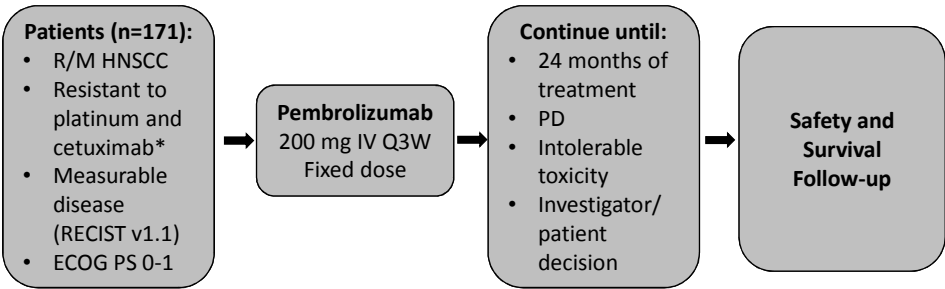 Patients (n=171):
• R/M HNSCC
• Resistant to
platinum and
cetuximab*
• Measurable
disease
(RECIST v1.1)
• ECOG PS 0-1
Pembrolizumab
200 mg IV Q3W
Fixed dose
Continue until:
• 24 months of
treatment
• PD
• Intolerable
toxicity
• Investigator/
patient
decision
Safety and
Survival
Follow-up